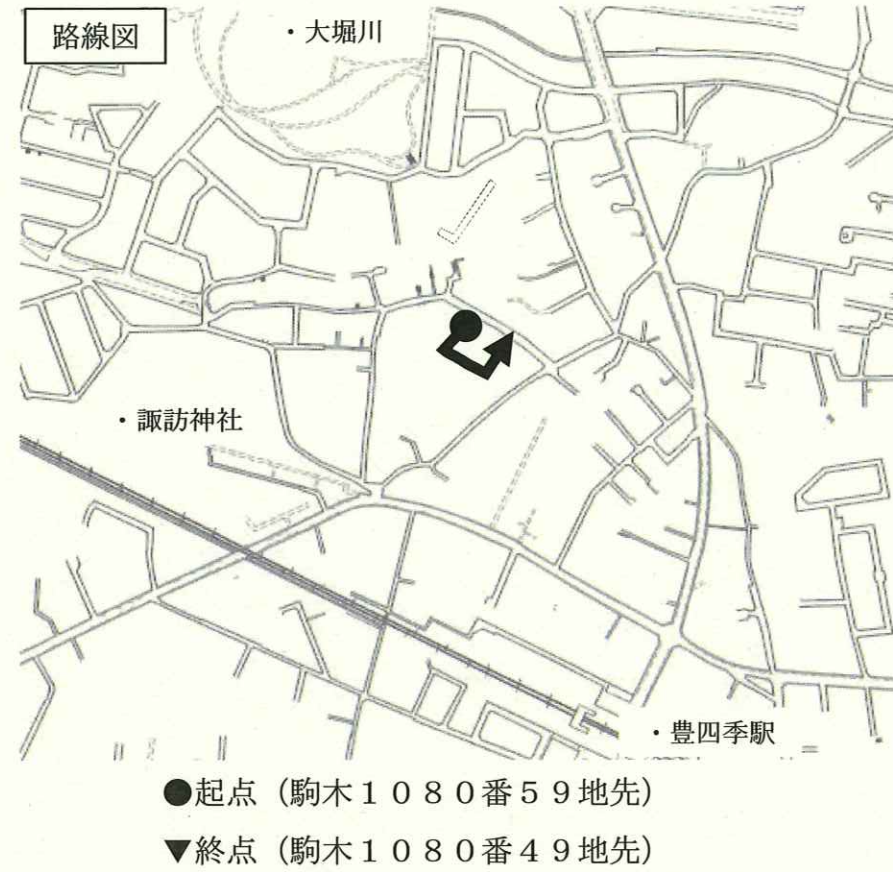 路線図
・大堀川
・諏訪神社
・豊四季駅
●起点（駒木１０８０番５９地先）
▼終点（駒木１０８０番４９地先）